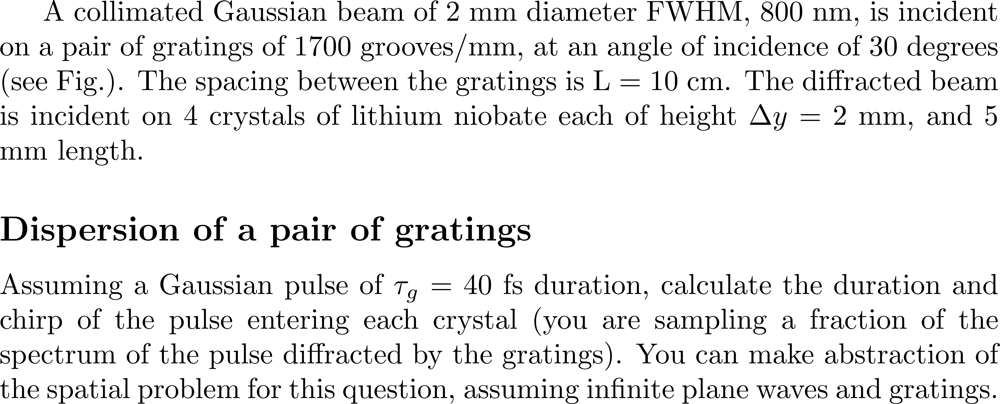 A collimated Gaussian beam of 2 mm diameter FWHM, 800 nm, is incident
on a pair of gratings of 1700 grooves/mm, at an angle of incidence of 30 degrees
(see Fig.). The spacing between the gratings is L = 10 cm. The diffracted beam
is incident on 4 crystals of lithium niobate each of height Δy = 2 mm, and 5
mm length.
Dispersion of a pair of gratings
Assuming a Gaussian pulse of τ_g = 40 fs duration, calculate the duration and
chirp of the pulse entering each crystal (you are sampling a fraction of the
spectrum of the pulse diffracted by the gratings). You can make abstraction of
the spatial problem for this question, assuming infinite plane waves and gratings.